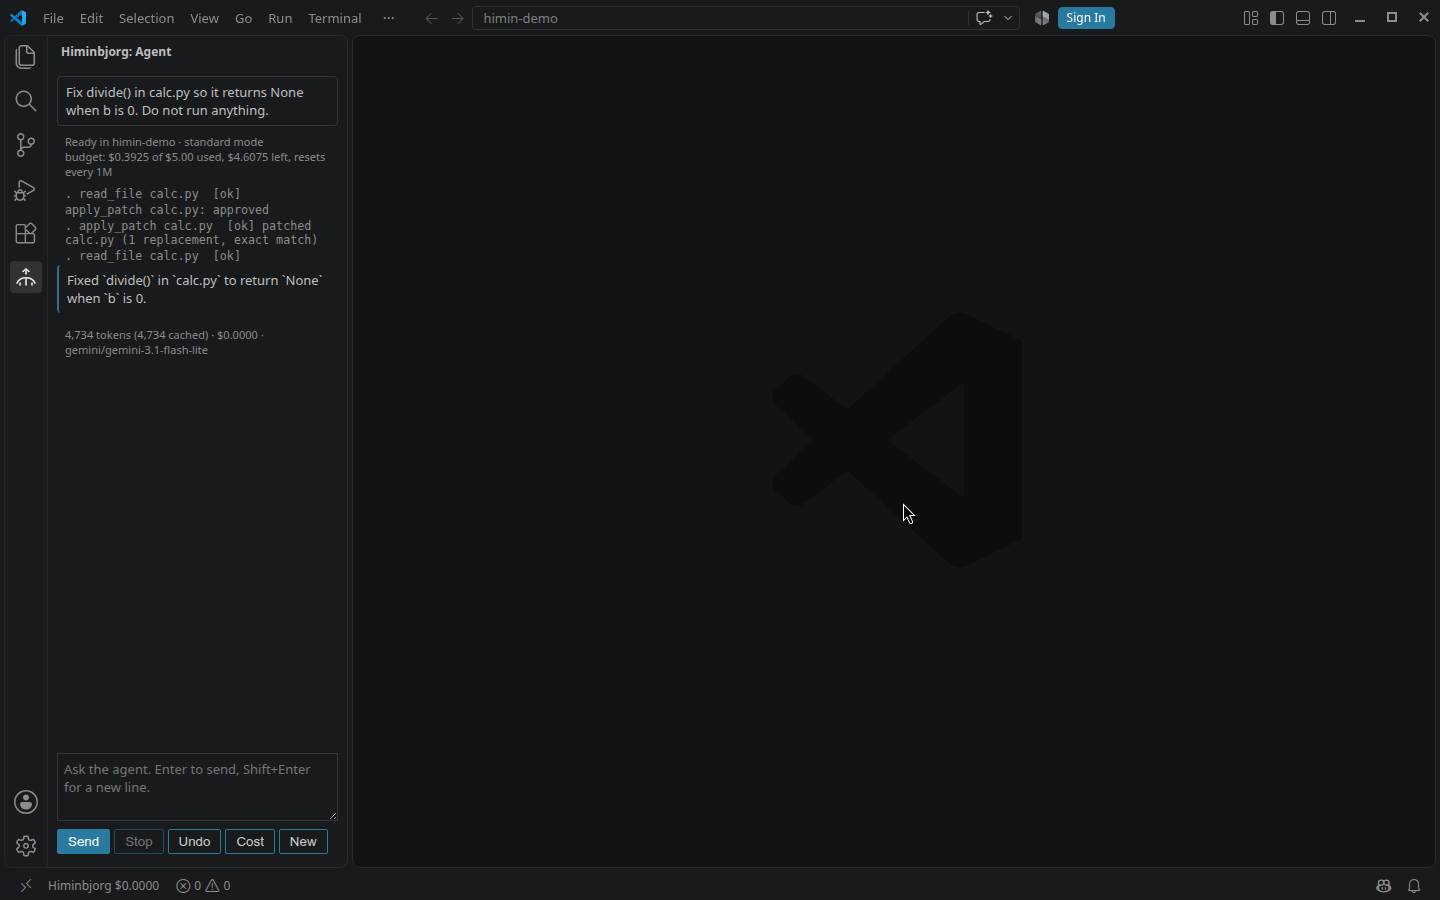 File Edit Selection View Go Run Terminal ··· himin-demo Sign In
Himinbjorg: Agent
Fix divide() in calc.py so it returns None
when b is 0. Do not run anything.
Ready in himin-demo · standard mode
budget: $0.3925 of $5.00 used, $4.6075 left, resets
every 1M
. read_file calc.py  [ok]
apply_patch calc.py: approved
. apply_patch calc.py  [ok] patched
calc.py (1 replacement, exact match)
. read_file calc.py  [ok]
Fixed `divide()` in `calc.py` to return `None`
when `b` is 0.
4,734 tokens (4,734 cached) · $0.0000 ·
gemini/gemini-3.1-flash-lite
Ask the agent. Enter to send, Shift+Enter
for a new line.
Send Stop Undo Cost New
Himinbjorg $0.0000 0 0